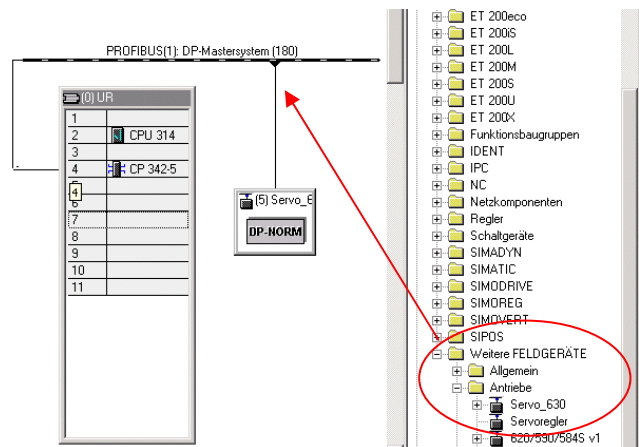 PROFIBUS(1): DP-Mastersystem (180)
(0) UR
1
2 CPU 314
3
4 CP 342-5
4
6
7
8
9
10
11
(5) Servo_6
DP-NORM
ET 200eco
ET 200iS
ET 200L
ET 200M
ET 200S
ET 200U
ET 200X
Funktionsbaugruppen
IDENT
IPC
NC
Netzkomponenten
Regler
Schaltgeräte
SIMADYN
SIMATIC
SIMODRIVE
SIMOREG
SIMOVERT
SIPOS
Weitere FELDGERÄTE
Allgemein
Antriebe
Servo_630
Servoregler
620/590/584S v1